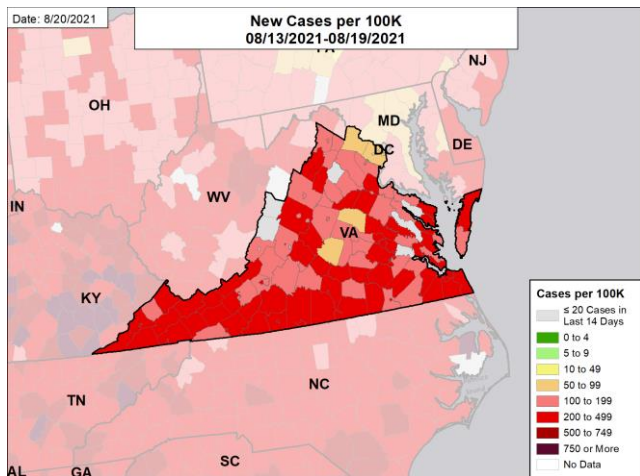 Date: 8/20/2021
New Cases per 100K
08/13/2021-08/19/2021
PA
NJ
OH
MD
DC
DE
WV
IN
VA
KY
NC
TN
SC
AL
GA
Cases per 100K
≤ 20 Cases in
Last 14 Days
0 to 4
5 to 9
10 to 49
50 to 99
100 to 199
200 to 499
500 to 749
750 or More
No Data